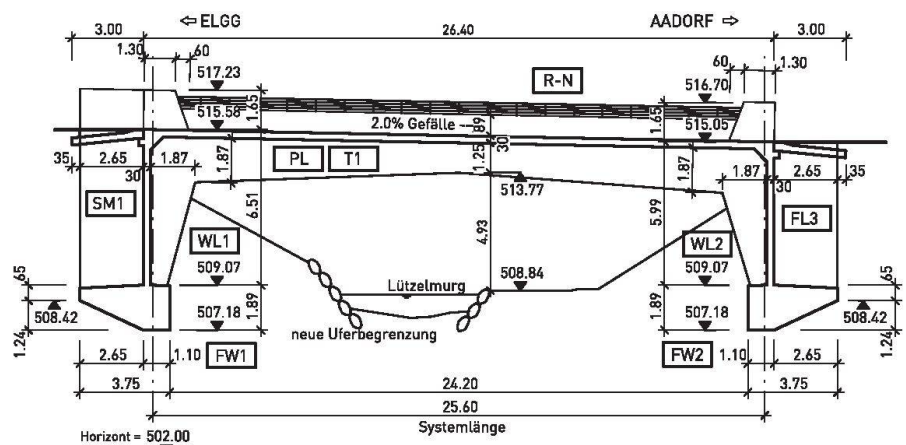 ⇐ELGG AADORF ⇒
3.00 26.40 3.00
1.30 60 60 1.30
517.23 R-N 516.70
1.65 1.65
515.58 2.0% Gefälle 89 515.05
30
35 2.65 1.87 1.87 PL T1 1.25 1.87 1.87 2.65 35
30 30
513.77
SM1 6.51 4.93 5.99 FL3
WL1 WL2
65 509.07 Lützelmurg 508.84 509.07 65
508.42 1.89 1.89 508.42
507.18 neue Uferbegrenzung 507.18
1.24 1.24
2.65 1.10 FW1 FW2 1.10 2.65
3.75 24.20 3.75
25.60
Systemlänge
Horizont = 502.00